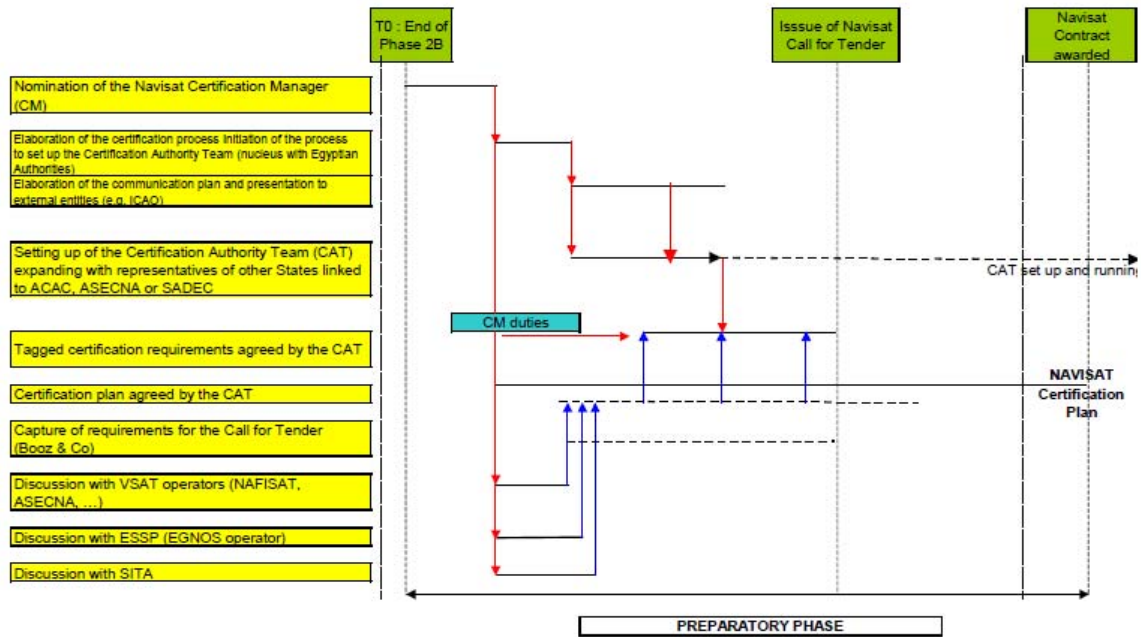 T0 : End of
Phase 2B
Isssue of Navisat
Call for Tender
Navisat
Contract
awarded
Nomination of the Navisat Certification Manager
(CM)
Elaboration of the certification process initiation of the process
to set up the Certification Authority Team (nucleus with Egyptian
Authorities)
Elaboration of the communication plan and presentation to
external entities (e.g. ICAO)
Setting up of the Certification Authority Team (CAT)
expanding with representatives of other States linked
to ACAC, ASECNA or SADEC
CAT set up and running
CM duties
Tagged certification requirements agreed by the CAT
Certification plan agreed by the CAT
NAVISAT
Certification
Plan
Capture of requirements for the Call for Tender
(Booz & Co)
Discussion with VSAT operators (NAFISAT,
ASECNA, ...)
Discussion with ESSP (EGNOS operator)
Discussion with SITA
PREPARATORY PHASE